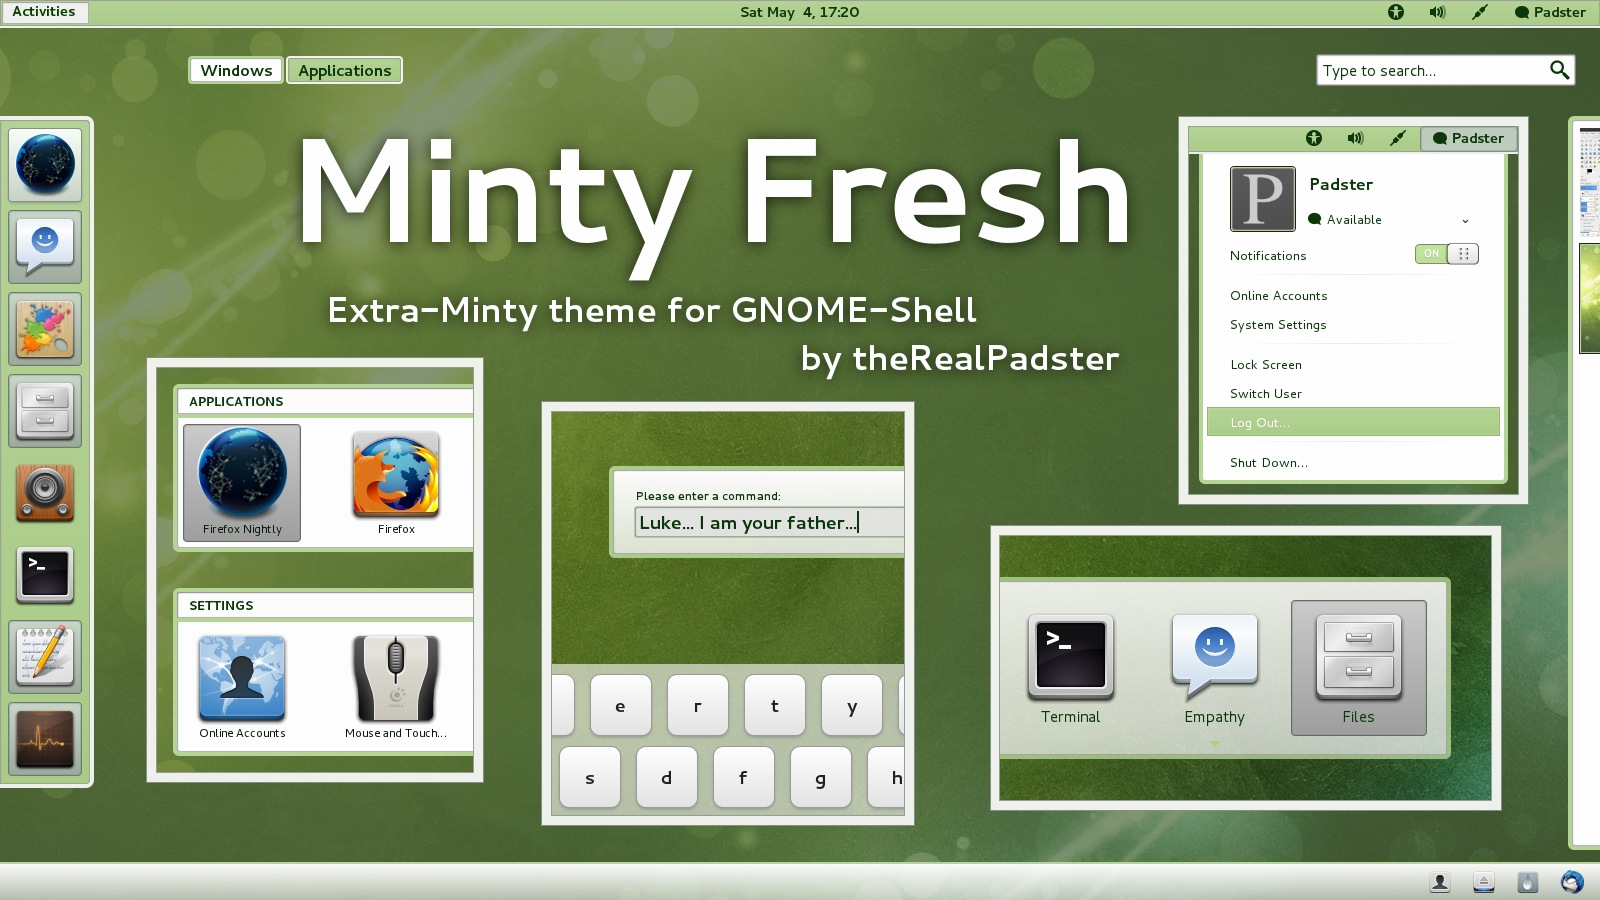 Activities
Sat May 4, 17:20
Padster
Windows
Applications
Type to search...
Minty Fresh
Extra-Minty theme for GNOME-Shell
by theRealPadster
Padster
P
Padster
Available
Notifications
ON
Online Accounts
System Settings
Lock Screen
Switch User
Log Out...
Shut Down...
APPLICATIONS
Firefox Nightly
Firefox
SETTINGS
Online Accounts
Mouse and Touch...
Please enter a command:
Luke... I am your father...
e r t y
s d f g h
>_
Terminal
Empathy
Files
>_